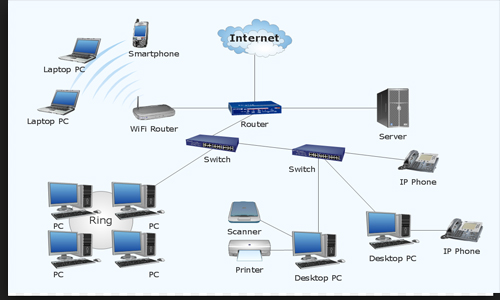 Internet
Smartphone
Laptop PC
Laptop PC
WiFi Router
Router
Server
Switch
Switch
IP Phone
PC
PC
Ring
Scanner
Desktop PC
IP Phone
PC
PC
Printer
Desktop PC